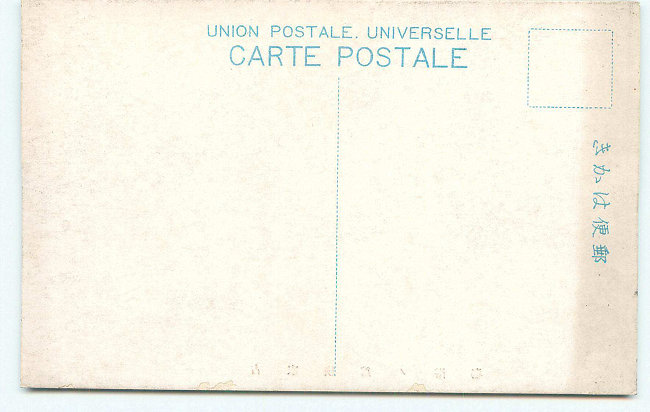 UNION POSTALE. UNIVERSELLE
CARTE POSTALE
郵便はかき